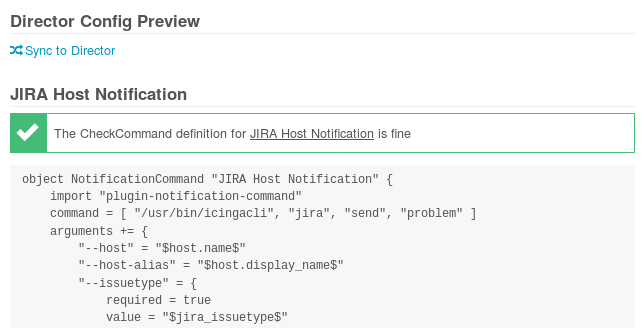 Director Config Preview
Sync to Director
JIRA Host Notification
The CheckCommand definition for JIRA Host Notification is fine
object NotificationCommand "JIRA Host Notification" {
    import "plugin-notification-command"
    command = [ "/usr/bin/icingacli", "jira", "send", "problem" ]
    arguments += {
        "--host" = "$host.name$"
        "--host-alias" = "$host.display_name$"
        "--issuetype" = {
            required = true
            value = "$jira_issuetype$"